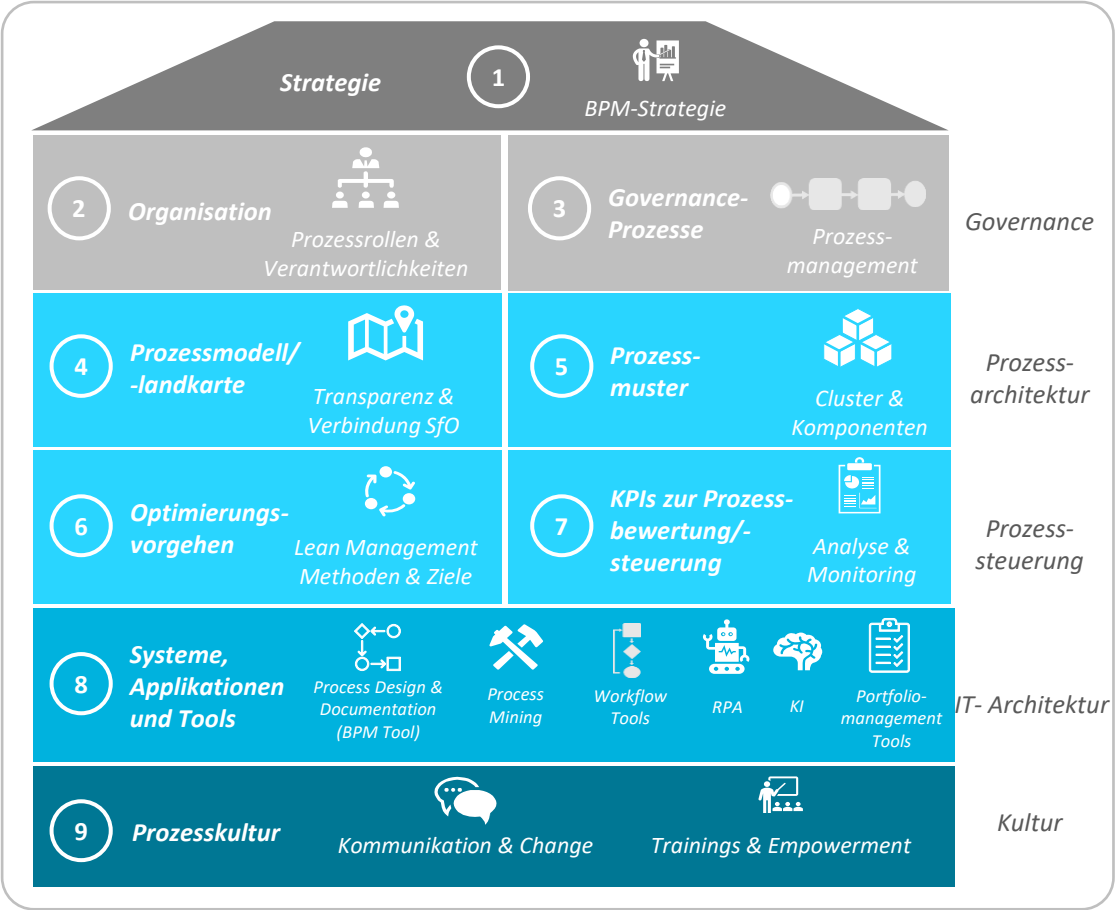 Strategie
1
BPM-Strategie
2
Organisation
Prozessrollen &
Verantwortlichkeiten
3
Governance-
Prozesse
Prozess-
management
Governance
4
Prozessmodell/
-landkarte
Transparenz &
Verbindung SfO
5
Prozess-
muster
Cluster &
Komponenten
Prozess-
architektur
6
Optimierungs-
vorgehen
Lean Management
Methoden & Ziele
7
KPIs zur Prozess-
bewertung/-
steuerung
Analyse &
Monitoring
Prozess-
steuerung
8
Systeme,
Applikationen
und Tools
Process Design &
Documentation
(BPM Tool)
Process
Mining
Workflow
Tools
RPA
KI
Portfolio-
management
Tools
IT- Architektur
9
Prozesskultur
Kommunikation & Change
Trainings & Empowerment
Kultur